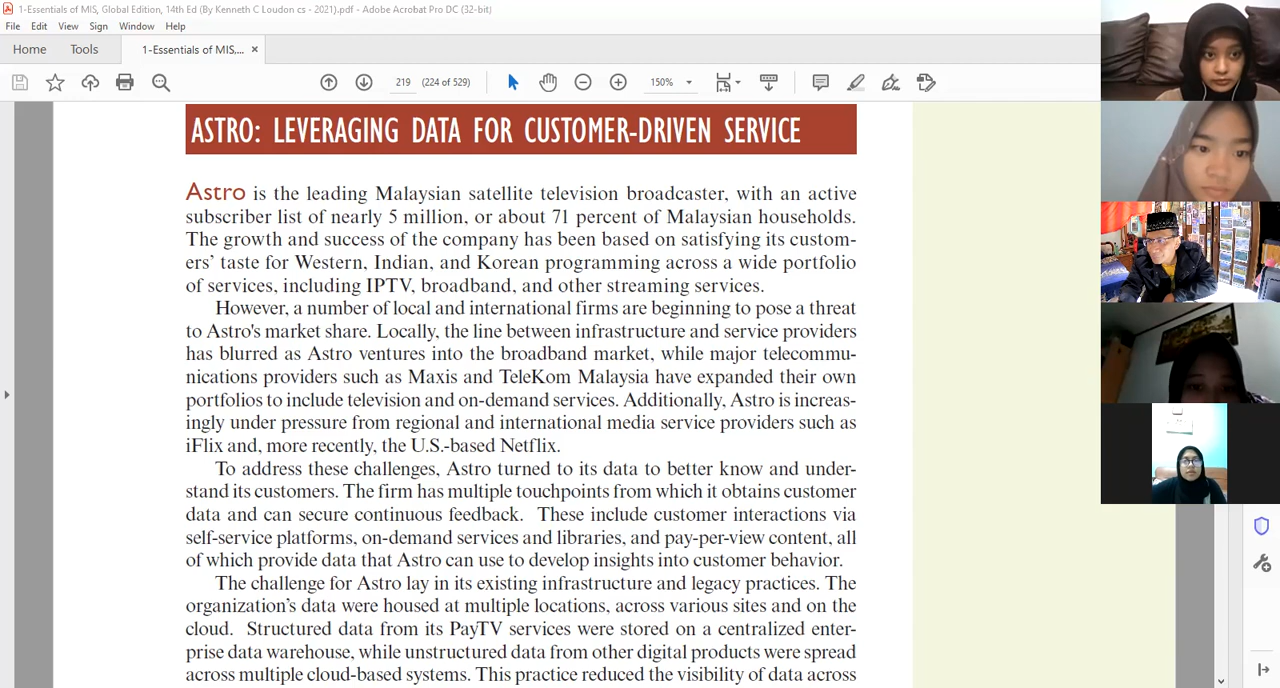 1-Essentials of MIS, Global Edition, 14th Ed (By Kenneth C Loudon cs - 2021).pdf - Adobe Acrobat Pro DC (32-bit)
File Edit View Sign Window Help
Home Tools 1-Essentials of MIS,... ×
219 (224 of 529) 150%
ASTRO: LEVERAGING DATA FOR CUSTOMER-DRIVEN SERVICE
Astro is the leading Malaysian satellite television broadcaster, with an active
subscriber list of nearly 5 million, or about 71 percent of Malaysian households.
The growth and success of the company has been based on satisfying its custom-
ers' taste for Western, Indian, and Korean programming across a wide portfolio
of services, including IPTV, broadband, and other streaming services.
However, a number of local and international firms are beginning to pose a threat
to Astro's market share. Locally, the line between infrastructure and service providers
has blurred as Astro ventures into the broadband market, while major telecommu-
nications providers such as Maxis and TeleKom Malaysia have expanded their own
portfolios to include television and on-demand services. Additionally, Astro is increas-
ingly under pressure from regional and international media service providers such as
iFlix and, more recently, the U.S.-based Netflix.
To address these challenges, Astro turned to its data to better know and under-
stand its customers. The firm has multiple touchpoints from which it obtains customer
data and can secure continuous feedback. These include customer interactions via
self-service platforms, on-demand services and libraries, and pay-per-view content, all
of which provide data that Astro can use to develop insights into customer behavior.
The challenge for Astro lay in its existing infrastructure and legacy practices. The
organization's data were housed at multiple locations, across various sites and on the
cloud. Structured data from its PayTV services were stored on a centralized enter-
prise data warehouse, while unstructured data from other digital products were spread
across multiple cloud-based systems. This practice reduced the visibility of data across